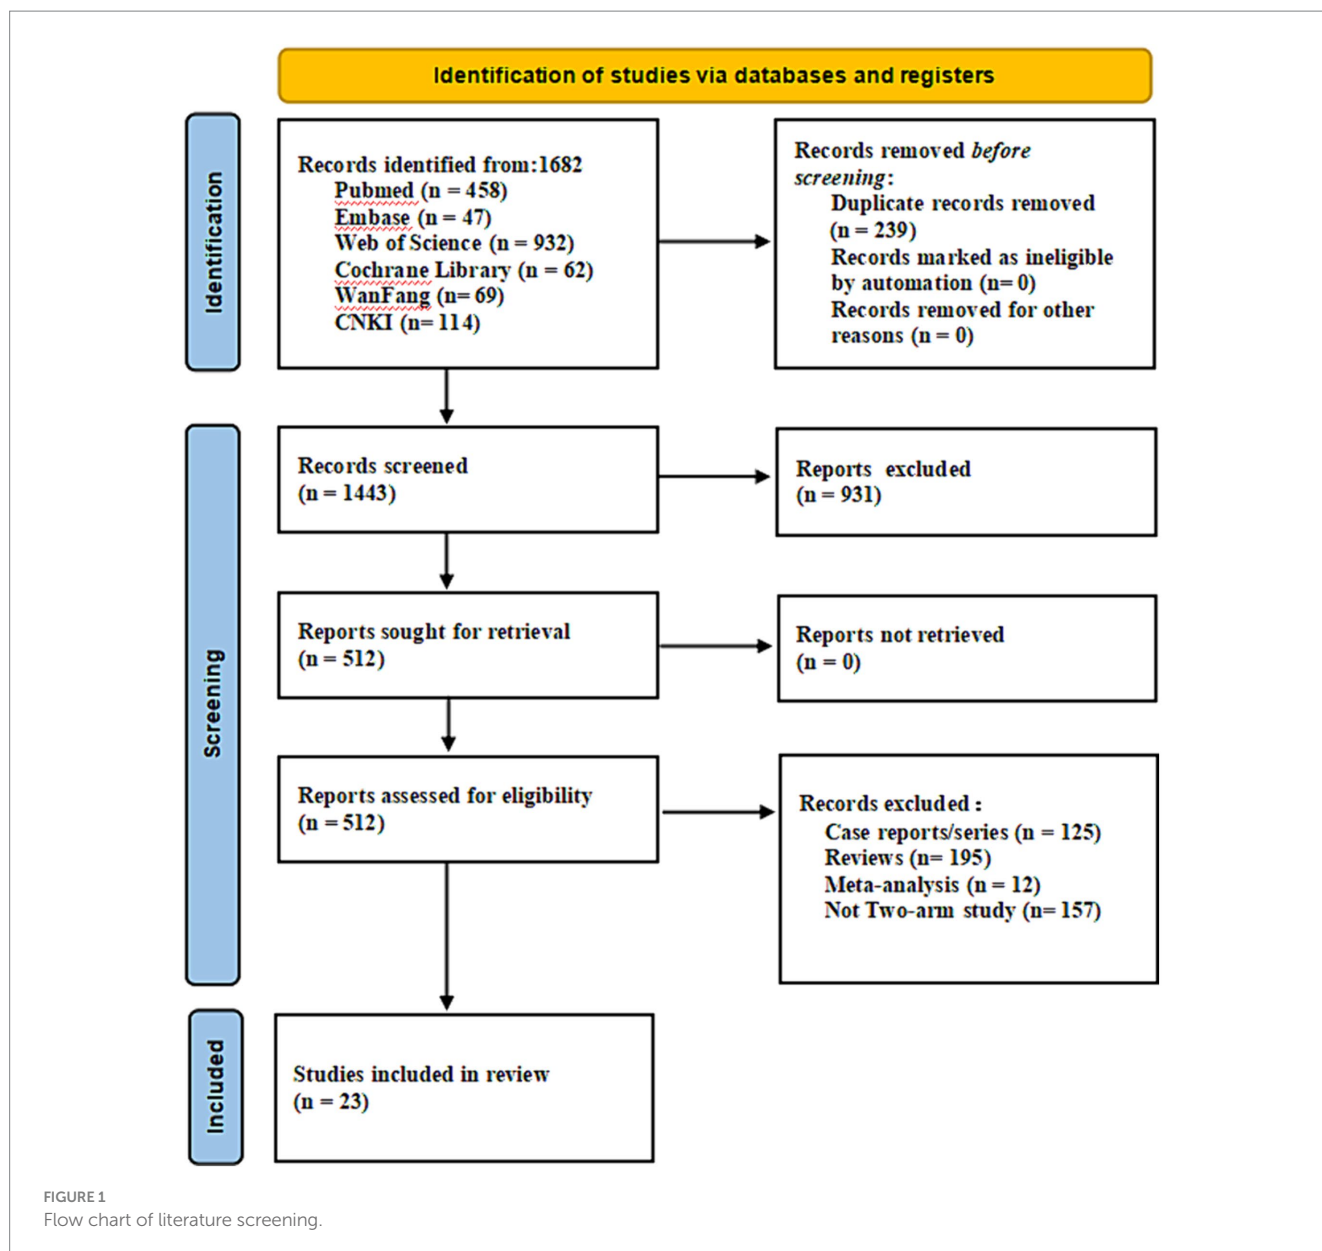 Identification of studies via databases and registers
Identification
Records identified from:1682
Pubmed (n = 458)
Embase (n = 47)
Web of Science (n = 932)
Cochrane Library (n = 62)
WanFang (n= 69)
CNKI (n= 114)
Records removed before
screening:
Duplicate records removed
(n = 239)
Records marked as ineligible
by automation (n= 0)
Records removed for other
reasons (n = 0)
Screening
Records screened
(n = 1443)
Reports excluded
(n = 931)
Reports sought for retrieval
(n = 512)
Reports not retrieved
(n = 0)
Reports assessed for eligibility
(n = 512)
Records excluded :
Case reports/series (n = 125)
Reviews (n= 195)
Meta-analysis (n = 12)
Not Two-arm study (n= 157)
Included
Studies included in review
(n = 23)
FIGURE 1
Flow chart of literature screening.